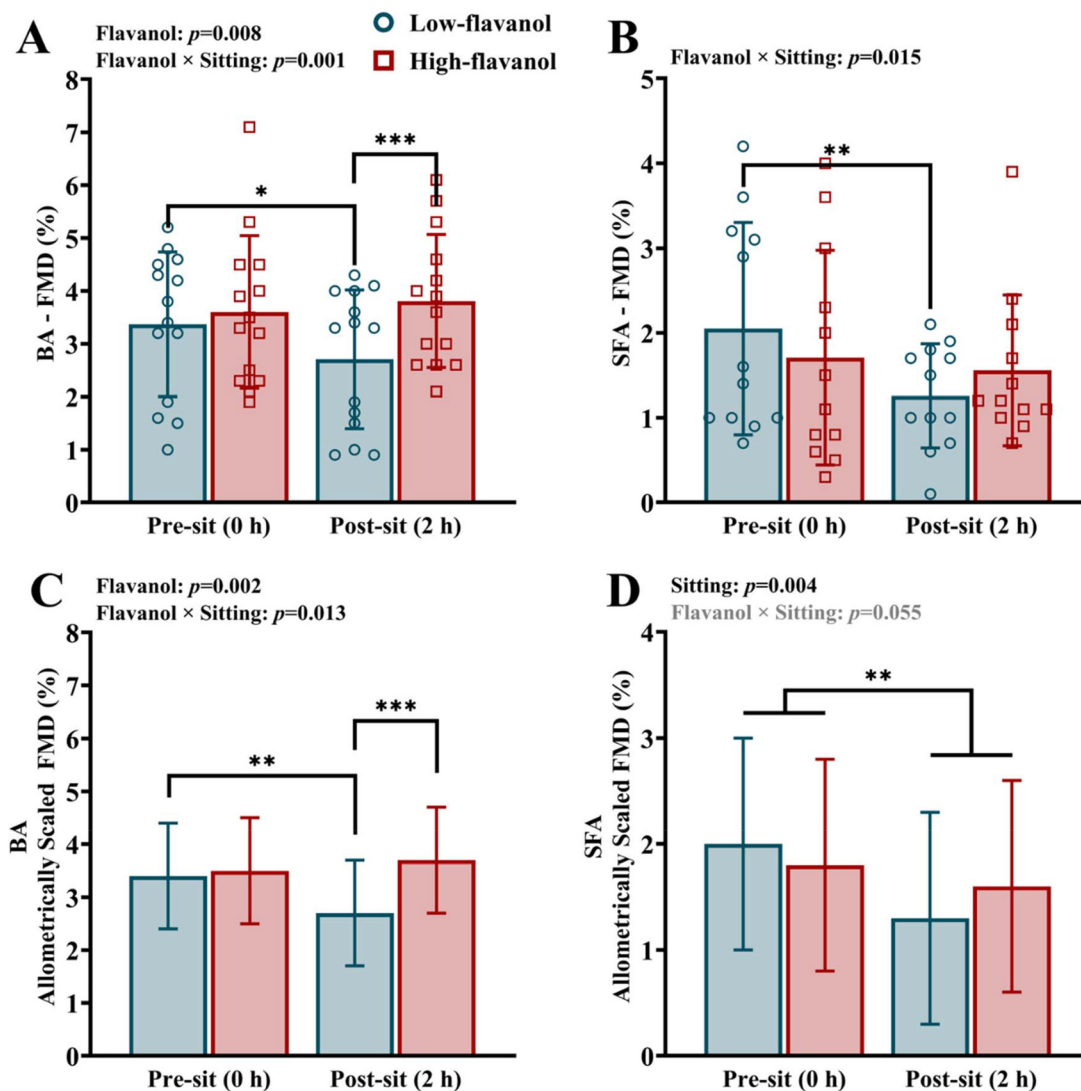 A
Flavanol: p=0.008
Flavanol × Sitting: p=0.001
Low-flavanol
High-flavanol
8
7
6
5
4
3
2
1
0
BA - FMD (%)
*
***
Pre-sit (0 h)
Post-sit (2 h)
B
Flavanol × Sitting: p=0.015
5
4
3
2
1
0
SFA - FMD (%)
**
Pre-sit (0 h)
Post-sit (2 h)
C
Flavanol: p=0.002
Flavanol × Sitting: p=0.013
8
7
6
5
4
3
2
1
0
BA
Allometrically Scaled FMD (%)
**
***
Pre-sit (0 h)
Post-sit (2 h)
D
Sitting: p=0.004
Flavanol × Sitting: p=0.055
4
3
2
1
0
SFA
Allometrically Scaled FMD (%)
**
Pre-sit (0 h)
Post-sit (2 h)